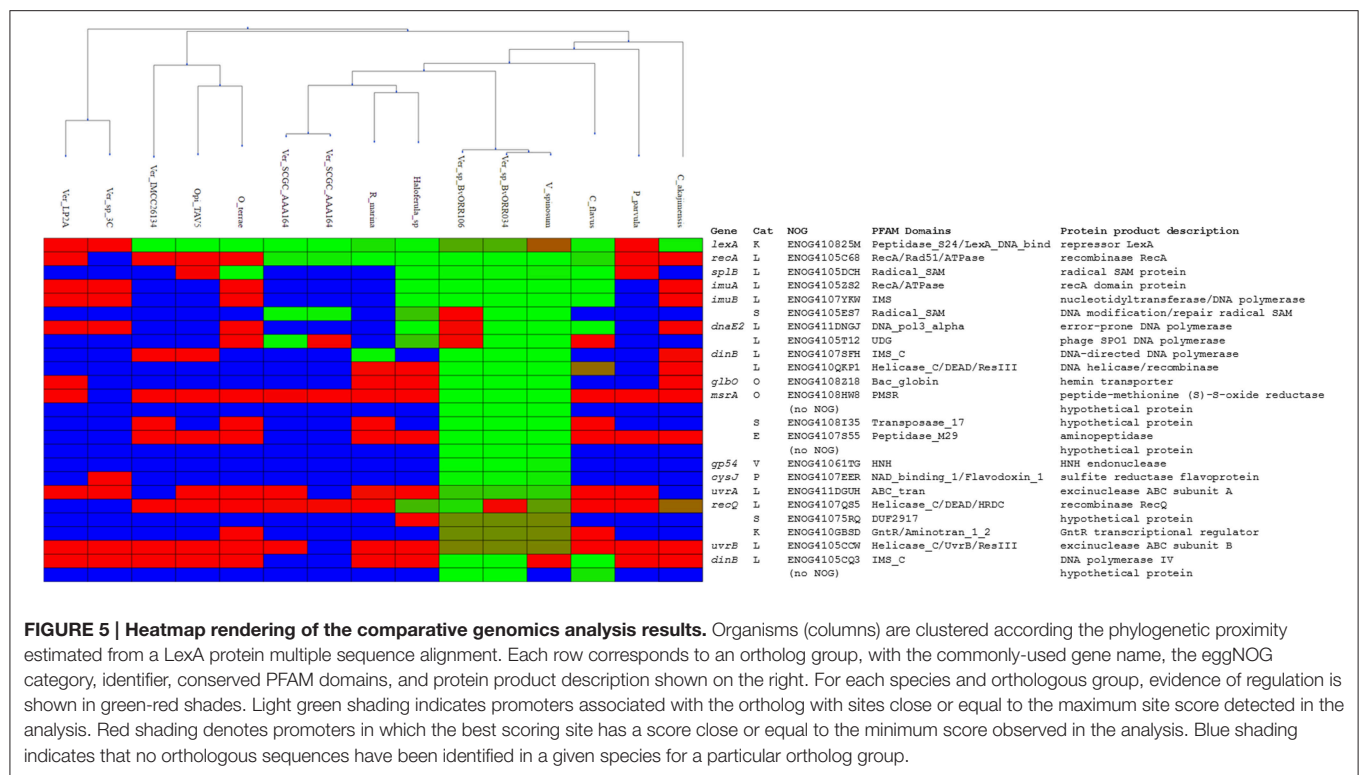 Ver_LP2A
Ver_sp_3C
Ver_IMCC26134
Opi_TAV5
O_terrae
Ver_SCGC_AAA164
Ver_SCGC_AAA164
R_marina
Haloferula_sp
Ver_sp_BvORR106
Ver_sp_BvORR034
V_spinosum
C_flavus
P_parvula
C_akajimensis
Gene Cat NOG PFAM Domains Protein product description
lexA K ENOG410825M Peptidase_S24/LexA_DNA_bind repressor LexA
recA L ENOG4105C68 RecA/Rad51/ATPase recombinase RecA
splB L ENOG4105DCH Radical_SAM radical SAM protein
imuA L ENOG4105ZS2 RecA/ATPase recA domain protein
imuB L ENOG4107YKW IMS nucleotidyltransferase/DNA polymerase
S ENOG4105ES7 Radical_SAM DNA modification/repair radical SAM
dnaE2 L ENOG411DNGJ DNA_pol3_alpha error-prone DNA polymerase
L ENOG4105T12 UDG phage SPO1 DNA polymerase
dinB L ENOG4107SFH IMS_C DNA-directed DNA polymerase
L ENOG410QKP1 Helicase_C/DEAD/ResIII DNA helicase/recombinase
glbO O ENOG4108Z18 Bac_globin hemin transporter
msrA O ENOG4108HW8 PMSR peptide-methionine (S)-S-oxide reductase
(no NOG) hypothetical protein
S ENOG4108I35 Transposase_17 hypothetical protein
E ENOG4107S55 Peptidase_M29 aminopeptidase
(no NOG) hypothetical protein
gp54 V ENOG41061TG HNH HNH endonuclease
cysJ P ENOG4107EER NAD_binding_1/Flavodoxin_1 sulfite reductase flavoprotein
uvrA L ENOG411DGUH ABC_tran excinuclease ABC subunit A
recQ L ENOG4107QS5 Helicase_C/DEAD/HRDC recombinase RecQ
S ENOG41075RQ DUF2917 hypothetical protein
K ENOG410GBSD GntR/Aminotran_1_2 GntR transcriptional regulator
uvrB L ENOG4105CCW Helicase_C/UvrB/ResIII excinuclease ABC subunit B
dinB L ENOG4105CQ3 IMS_C DNA polymerase IV
(no NOG) hypothetical protein
FIGURE 5 | Heatmap rendering of the comparative genomics analysis results. Organisms (columns) are clustered according the phylogenetic proximity
estimated from a LexA protein multiple sequence alignment. Each row corresponds to an ortholog group, with the commonly-used gene name, the eggNOG
category, identifier, conserved PFAM domains, and protein product description shown on the right. For each species and orthologous group, evidence of regulation is
shown in green-red shades. Light green shading indicates promoters associated with the ortholog with sites close or equal to the maximum site score detected in the
analysis. Red shading denotes promoters in which the best scoring site has a score close or equal to the minimum score observed in the analysis. Blue shading
indicates that no orthologous sequences have been identified in a given species for a particular ortholog group.